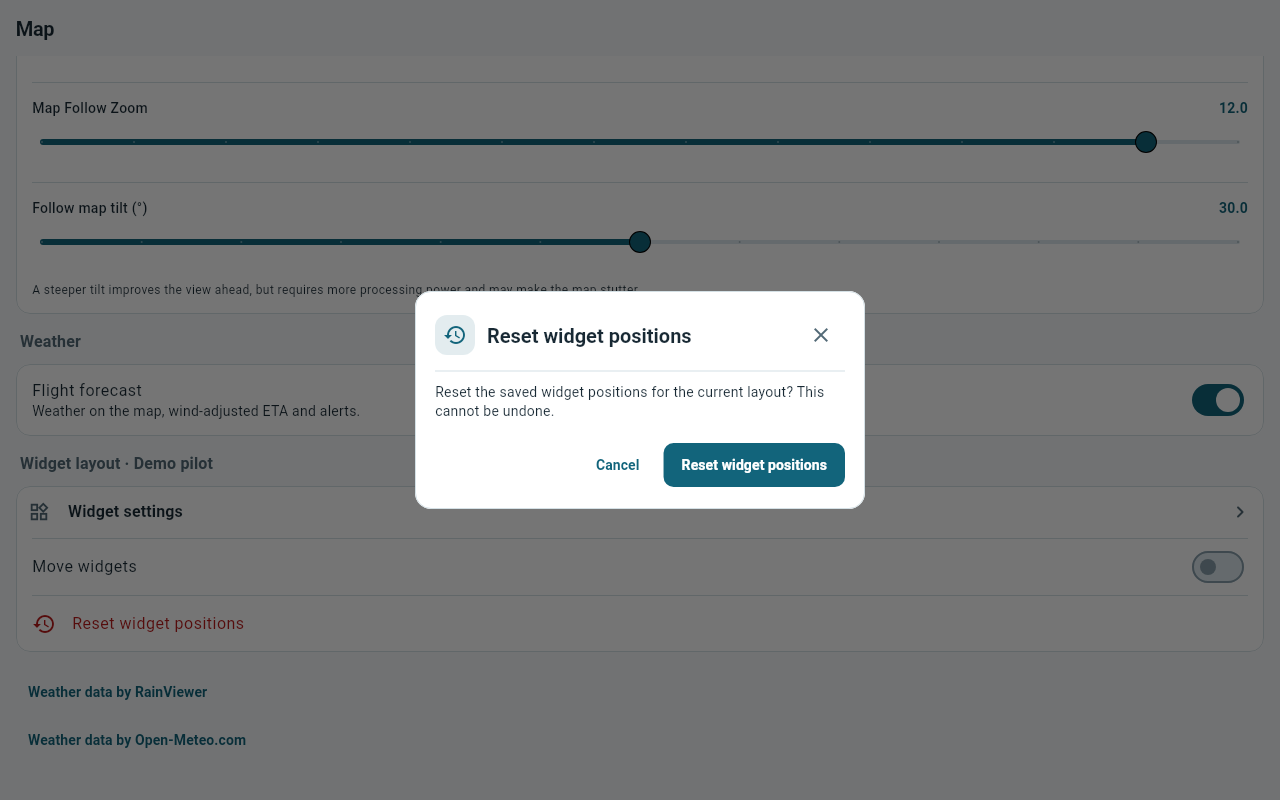 Map
Map Follow Zoom
12.0
Follow map tilt (°)
30.0
A steeper tilt improves the view ahead, but requires more processing power and may make the map stutter.
Weather
Flight forecast
Weather on the map, wind-adjusted ETA and alerts.
Widget layout · Demo pilot
Widget settings
Move widgets
Reset widget positions
Weather data by RainViewer
Weather data by Open-Meteo.com
Reset widget positions
Reset the saved widget positions for the current layout? This
cannot be undone.
Cancel
Reset widget positions